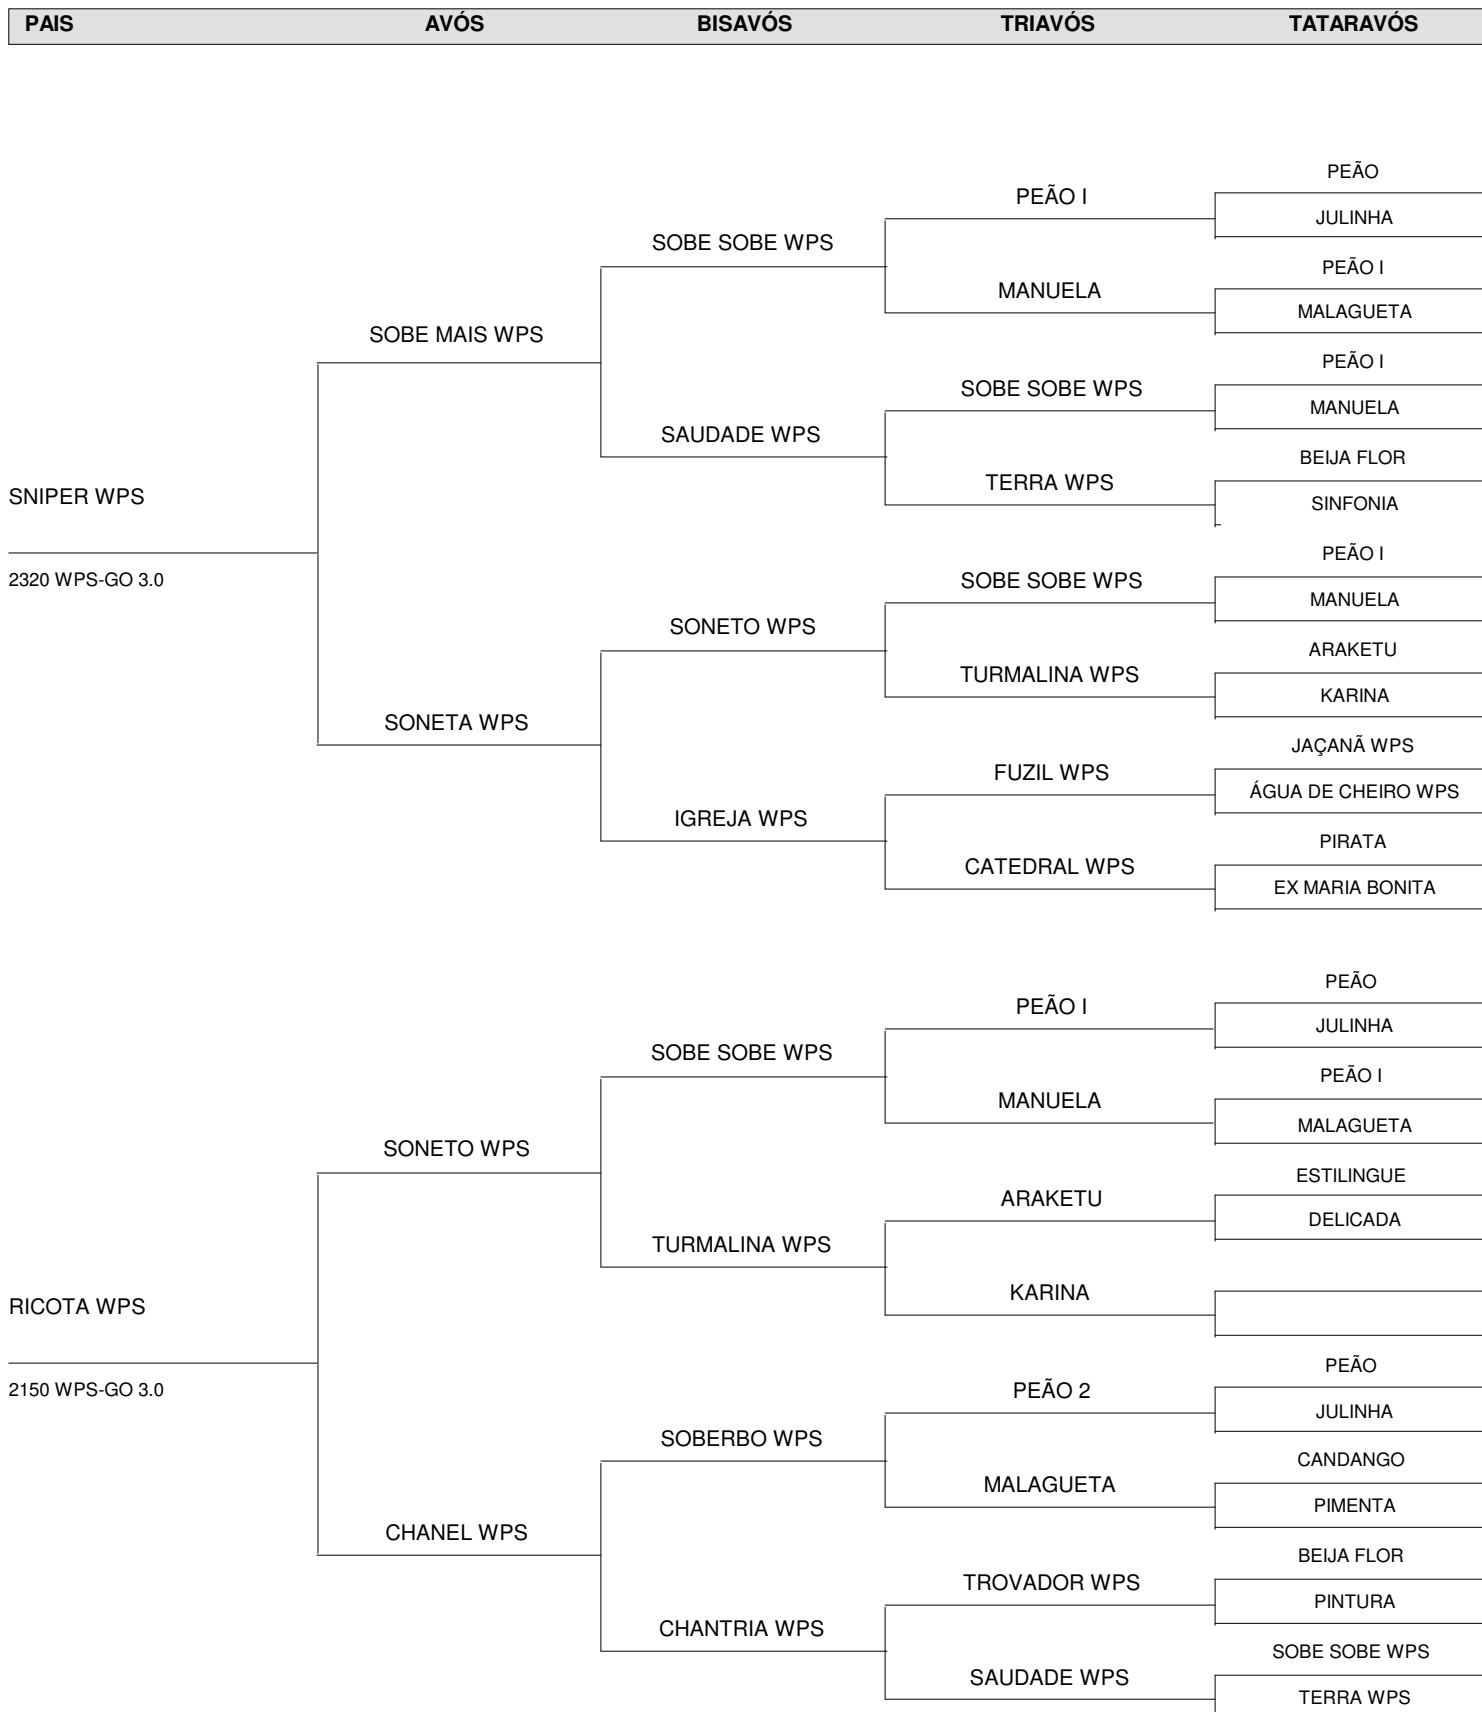 PAIS AVÓS BISAVÓS TRIAVÓS TATARAVÓS
PEÃO
PEÃO I
JULINHA
SOBE SOBE WPS
PEÃO I
MANUELA
MALAGUETA
SOBE MAIS WPS
PEÃO I
SOBE SOBE WPS
MANUELA
SAUDADE WPS
BEIJA FLOR
TERRA WPS
SNIPER WPS
SINFONIA
PEÃO I
2320 WPS-GO 3.0
SOBE SOBE WPS
MANUELA
SONETO WPS
ARAKETU
TURMALINA WPS
KARINA
SONETA WPS
JAÇANÃ WPS
FUZIL WPS
ÁGUA DE CHEIRO WPS
IGREJA WPS
PIRATA
CATEDRAL WPS
EX MARIA BONITA
PEÃO
PEÃO I
JULINHA
SOBE SOBE WPS
PEÃO I
MANUELA
MALAGUETA
SONETO WPS
ESTILINGUE
ARAKETU
DELICADA
TURMALINA WPS
KARINA
RICOTA WPS
PEÃO
2150 WPS-GO 3.0
PEÃO 2
JULINHA
SOBERBO WPS
CANDANGO
MALAGUETA
PIMENTA
CHANEL WPS
BEIJA FLOR
TROVADOR WPS
PINTURA
CHANTRIA WPS
SOBE SOBE WPS
SAUDADE WPS
TERRA WPS